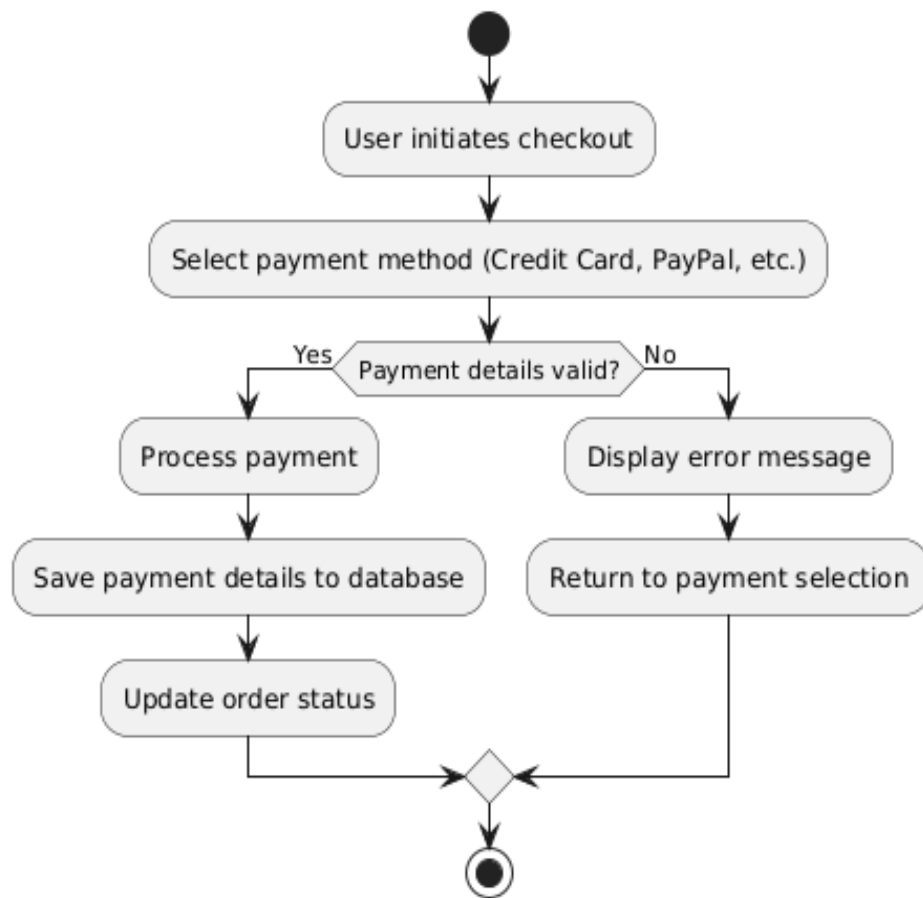 User initiates checkout
Select payment method (Credit Card, PayPal, etc.)
Yes
Payment details valid?
No
Process payment
Display error message
Save payment details to database
Return to payment selection
Update order status